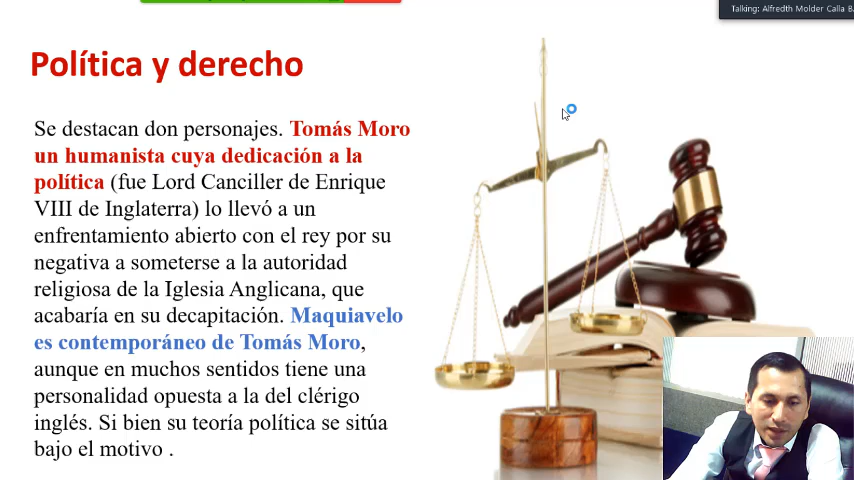 Talking: Alfredth Molder Calla B.
Política y derecho
Se destacan don personajes. Tomás Moro
un humanista cuya dedicación a la
política (fue Lord Canciller de Enrique
VIII de Inglaterra) lo llevó a un
enfrentamiento abierto con el rey por su
negativa a someterse a la autoridad
religiosa de la Iglesia Anglicana, que
acabaría en su decapitación. Maquiavelo
es contemporáneo de Tomás Moro,
aunque en muchos sentidos tiene una
personalidad opuesta a la del clérigo
inglés. Si bien su teoría política se sitúa
bajo el motivo .